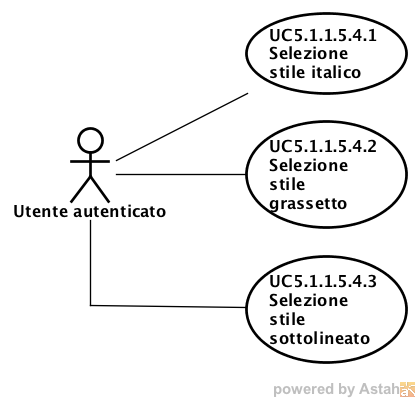 UC5.1.1.5.4.1
Selezione
stile italico
UC5.1.1.5.4.2
Selezione
stile
grassetto
Utente autenticato
UC5.1.1.5.4.3
Selezione
stile
sottolineato
powered by Astah